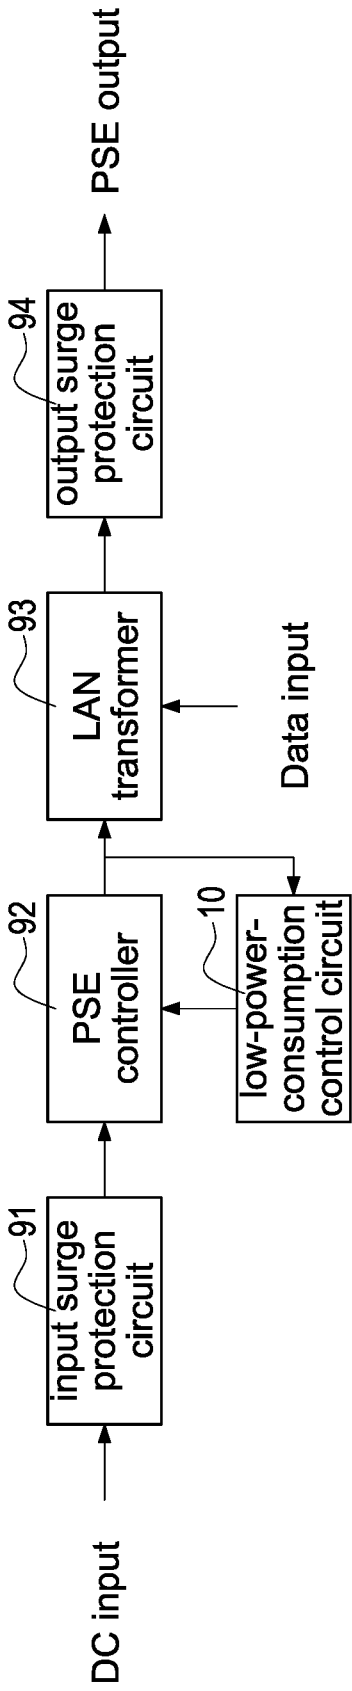 DC input
91
input surge
protection
circuit
92
PSE
controller
10
low-power-
consumption
control circuit
93
LAN
transformer
Data input
94
output surge
protection
circuit
PSE output